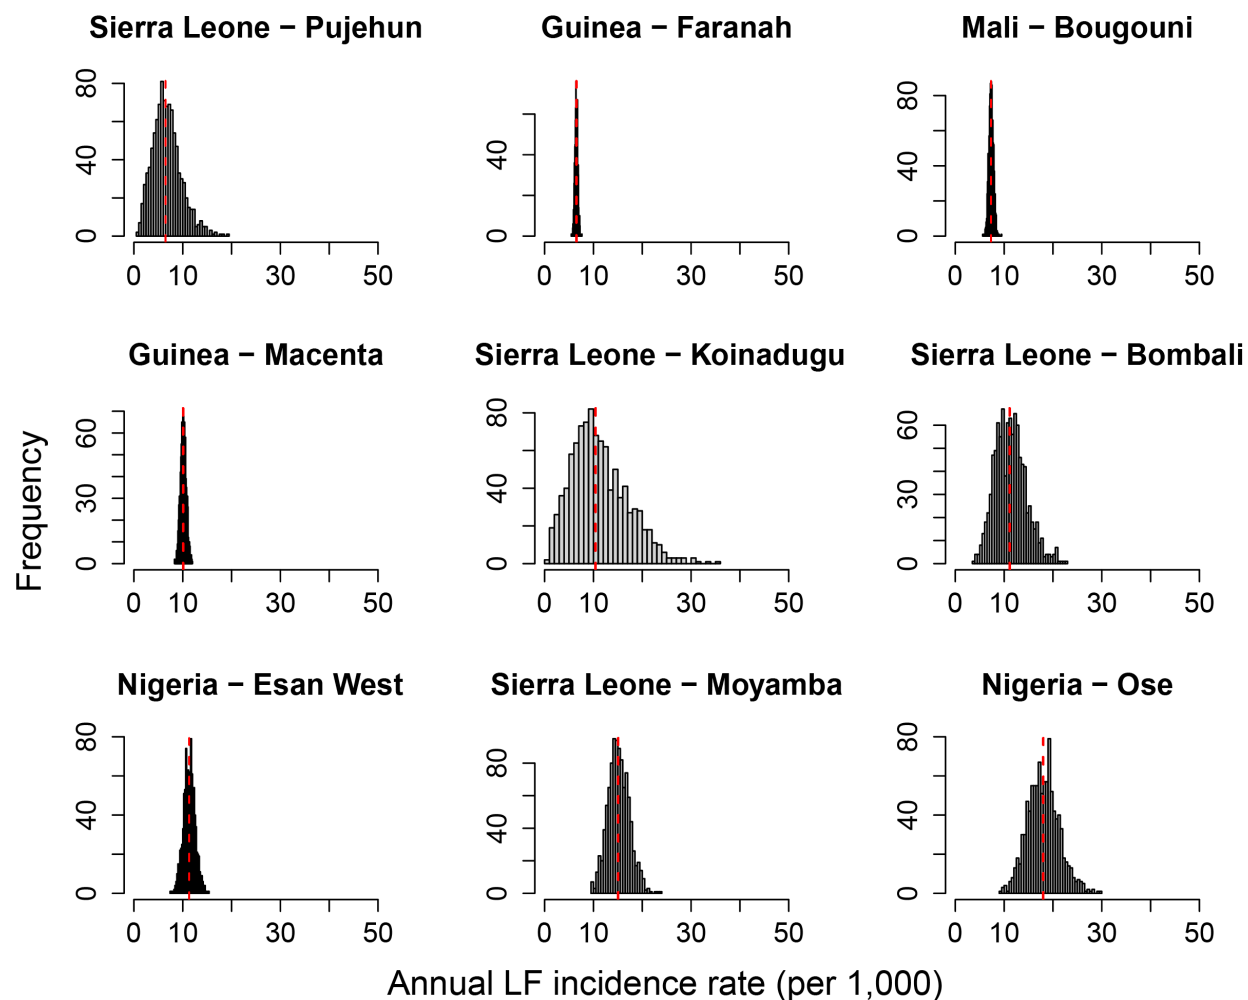 Sierra Leone − Pujehun
Guinea − Faranah
Mali − Bougouni
80
40
0
40
0
80
40
0
0 10 30 50
0 10 30 50
0 10 30 50
Guinea − Macenta
Sierra Leone − Koinadugu
Sierra Leone − Bombali
60
30
0
80
40
0
60
30
0
0 10 30 50
0 10 30 50
0 10 30 50
Frequency
Nigeria − Esan West
Sierra Leone − Moyamba
Nigeria − Ose
80
40
0
80
40
0
80
40
0
0 10 30 50
0 10 30 50
0 10 30 50
Annual LF incidence rate (per 1,000)